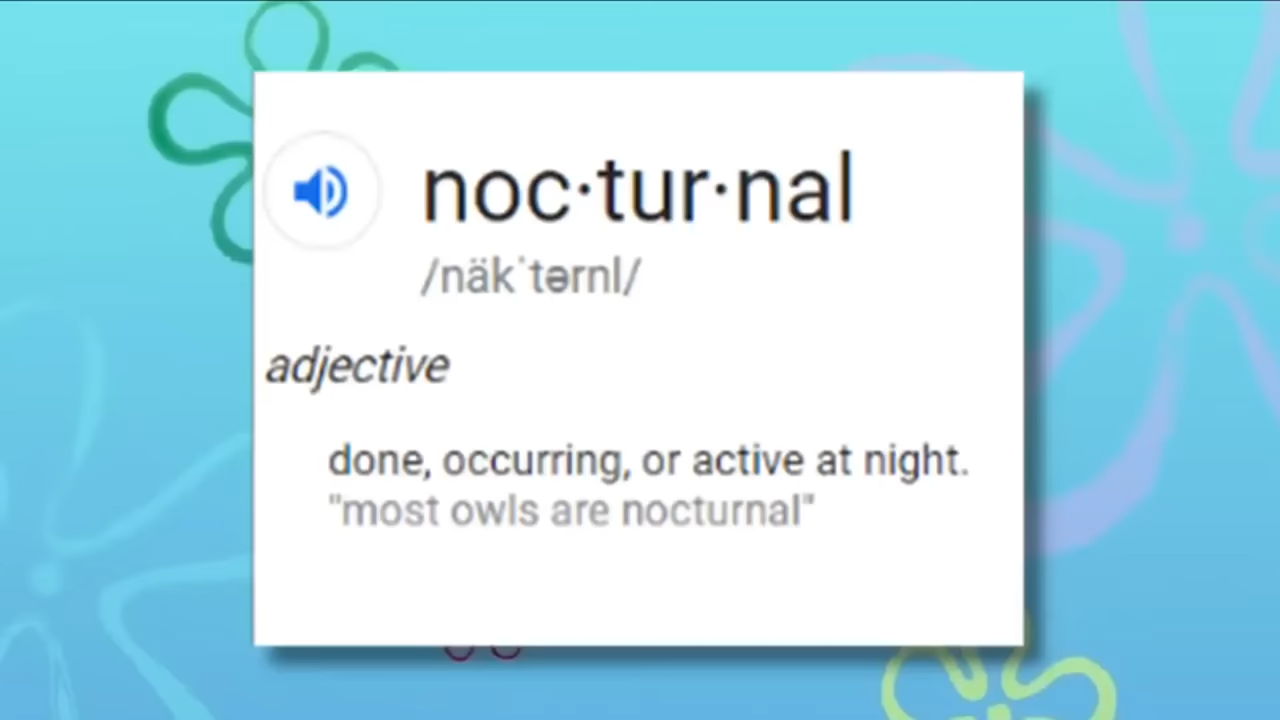 noc·tur·nal
/näkˈtərnl/
adjective
done, occurring, or active at night.
"most owls are nocturnal"